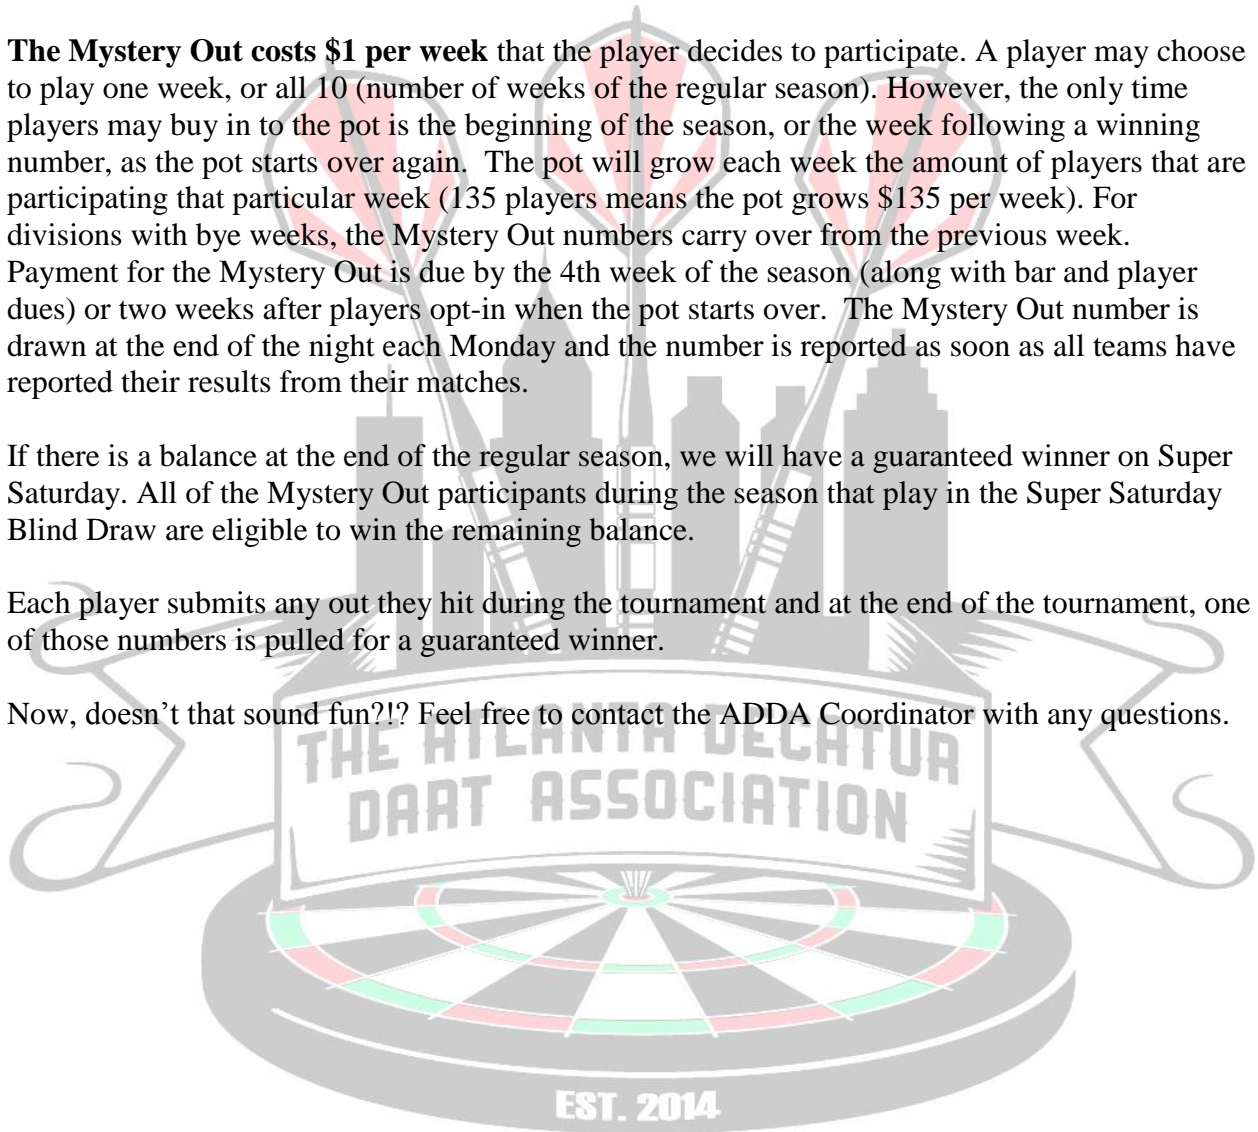 The Mystery Out costs $1 per week that the player decides to participate. A player may choose
to play one week, or all 10 (number of weeks of the regular season). However, the only time
players may buy in to the pot is the beginning of the season, or the week following a winning
number, as the pot starts over again.  The pot will grow each week the amount of players that are
participating that particular week (135 players means the pot grows $135 per week). For
divisions with bye weeks, the Mystery Out numbers carry over from the previous week.
Payment for the Mystery Out is due by the 4th week of the season (along with bar and player
dues) or two weeks after players opt-in when the pot starts over.  The Mystery Out number is
drawn at the end of the night each Monday and the number is reported as soon as all teams have
reported their results from their matches.
If there is a balance at the end of the regular season, we will have a guaranteed winner on Super
Saturday. All of the Mystery Out participants during the season that play in the Super Saturday
Blind Draw are eligible to win the remaining balance.
Each player submits any out they hit during the tournament and at the end of the tournament, one
of those numbers is pulled for a guaranteed winner.
Now, doesn’t that sound fun?!? Feel free to contact the ADDA Coordinator with any questions.
THE ATLANTA DECATUR
DART ASSOCIATION
EST. 2014